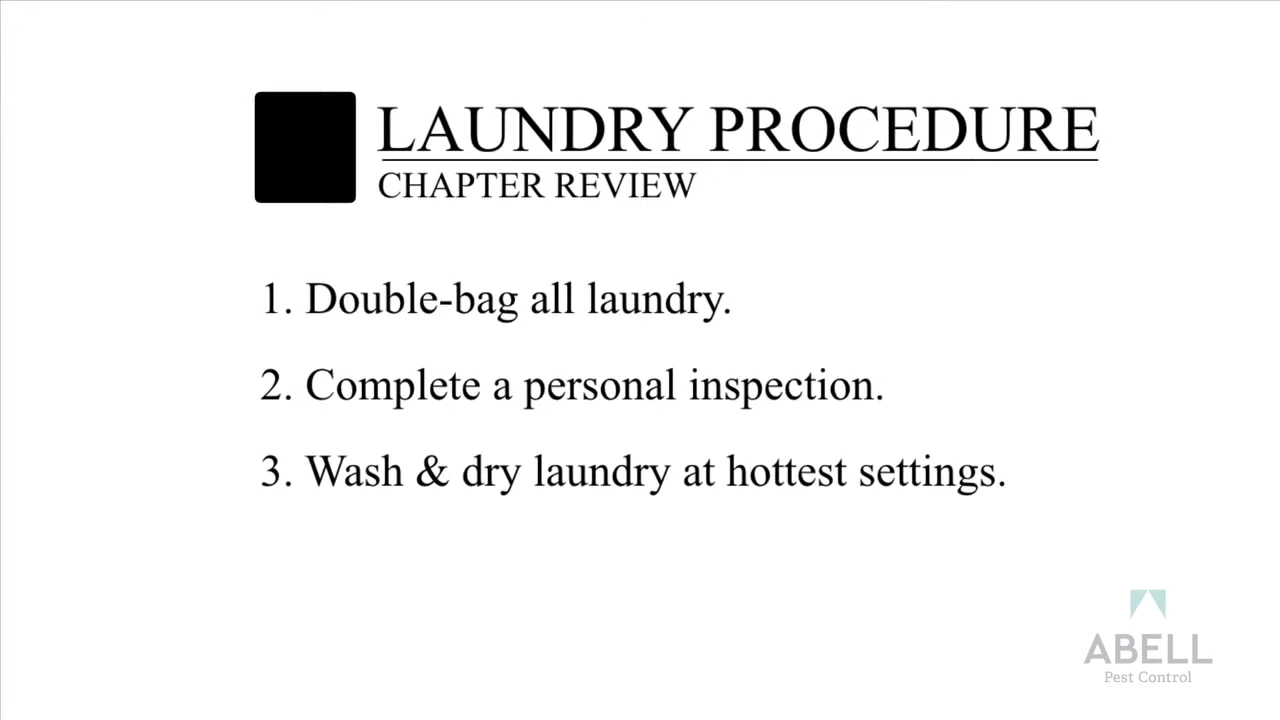 LAUNDRY PROCEDURE
CHAPTER REVIEW
1. Double-bag all laundry.
2. Complete a personal inspection.
3. Wash & dry laundry at hottest settings.
ABELL
Pest Control